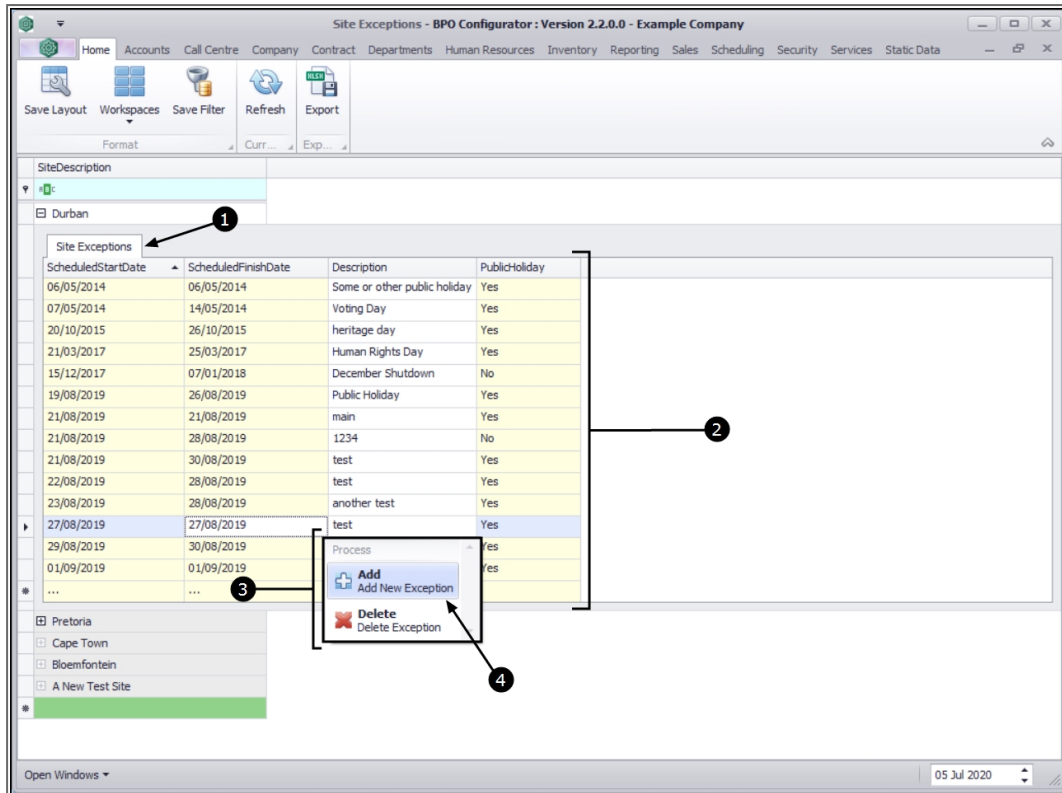 Site Exceptions - BPO Configurator : Version 2.2.0.0 - Example Company
Home Accounts Call Centre Company Contract Departments Human Resources Inventory Reporting Sales Scheduling Security Services Static Data
XLSX
Save Layout Workspaces Save Filter Refresh Export
Format Curr... Exp...
SiteDescription
Durban
1
Site Exceptions
ScheduledStartDate ScheduledFinishDate Description PublicHoliday
06/05/2014 06/05/2014 Some or other public holiday Yes
07/05/2014 14/05/2014 Voting Day Yes
20/10/2015 26/10/2015 heritage day Yes
21/03/2017 25/03/2017 Human Rights Day Yes
15/12/2017 07/01/2018 December Shutdown No
19/08/2019 26/08/2019 Public Holiday Yes
21/08/2019 21/08/2019 main Yes
2
21/08/2019 28/08/2019 1234 No
21/08/2019 30/08/2019 test Yes
22/08/2019 28/08/2019 test Yes
23/08/2019 28/08/2019 another test Yes
27/08/2019 27/08/2019 test Yes
29/08/2019 30/08/2019 Yes
Process
01/09/2019 01/09/2019 Yes
... ...
3
Add
Add New Exception
Delete
Delete Exception
4
Pretoria
Cape Town
Bloemfontein
A New Test Site
Open Windows 05 Jul 2020